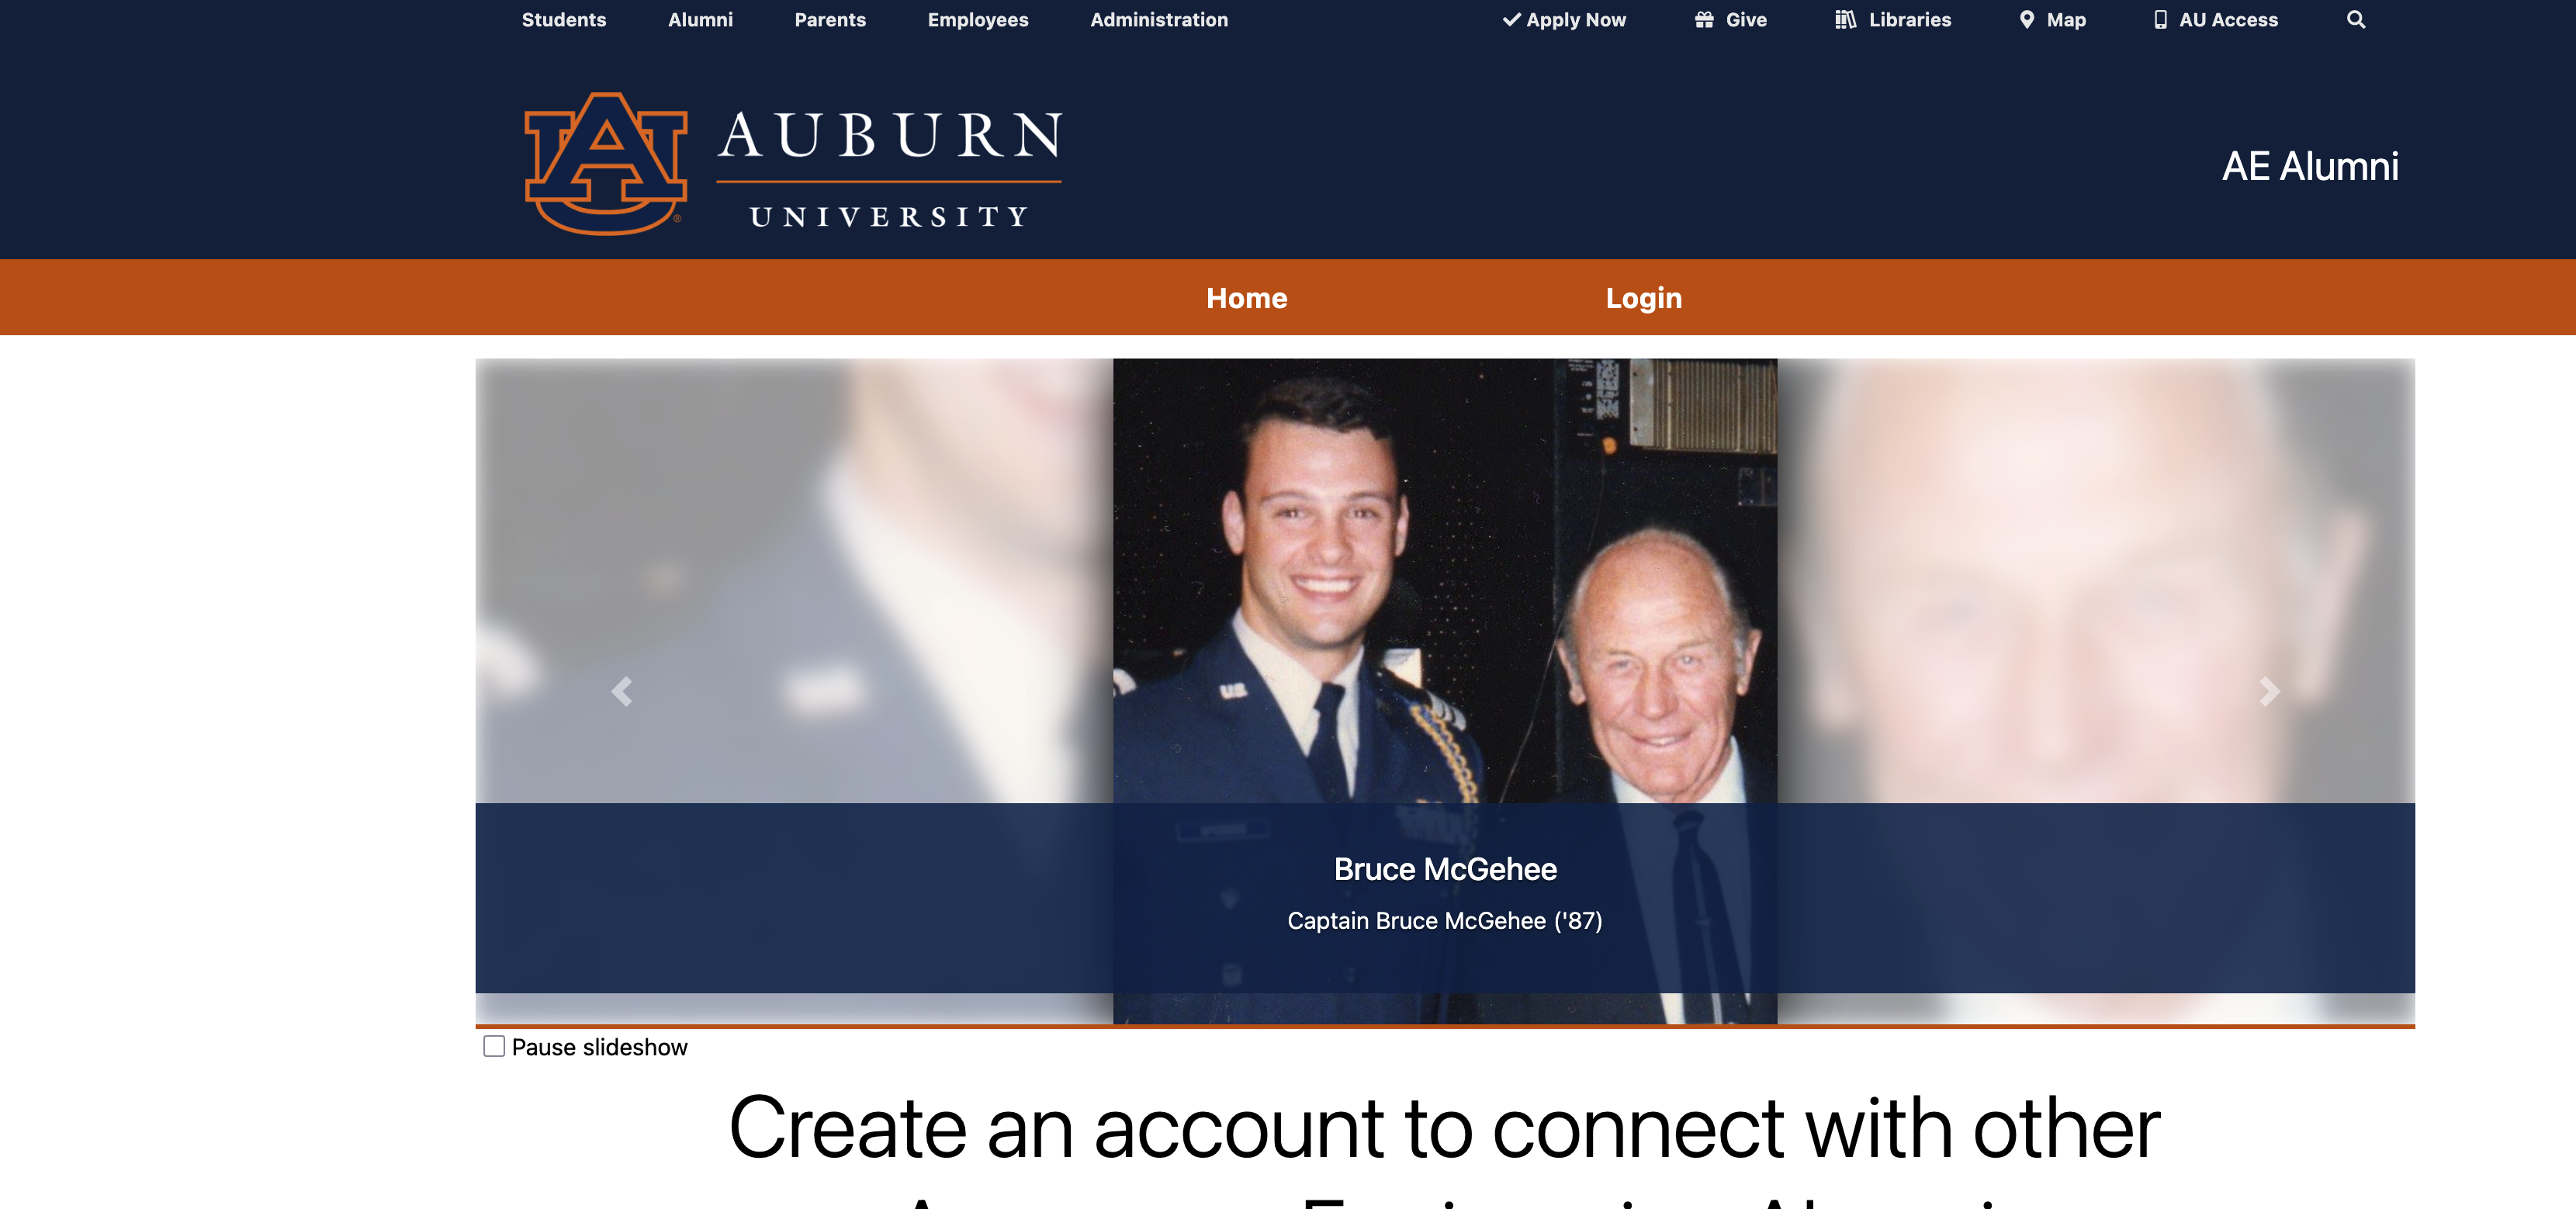 Students Alumni Parents Employees Administration Apply Now Give Libraries Map AU Access
AUBURN
UNIVERSITY
AE Alumni
Home Login
U.S.
Bruce McGehee
Captain Bruce McGehee ('87)
Pause slideshow
Create an account to connect with other